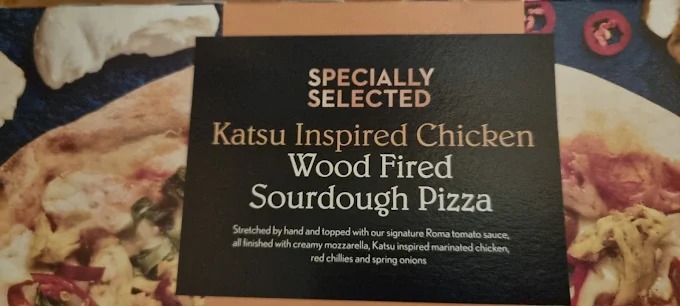 SPECIALLY
SELECTED
Katsu Inspired Chicken
Wood Fired
Sourdough Pizza
Stretched by hand and topped with our signature Roma tomato sauce,
all finished with creamy mozzarella, Katsu inspired marinated chicken,
red chillies and spring onions